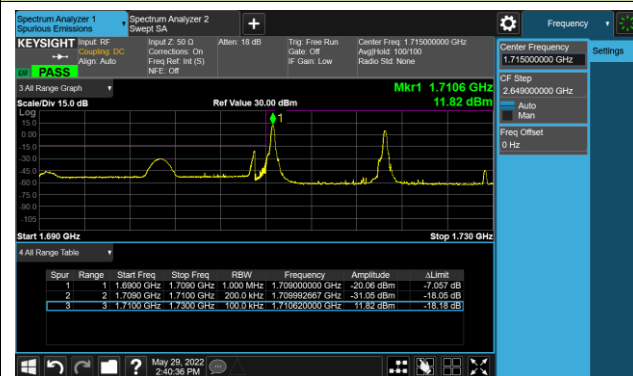 Spectrum Analyzer 1
Spurious Emissions
Spectrum Analyzer 2
Swept SA
+
Frequency
KEYSIGHT
Input: RF
Coupling: DC
Align: Auto
Input Z: 50 Ω
Corrections: On
Freq Ref: Int (S)
NFE: Off
Atten: 18 dB
Trig: Free Run
Gate: Off
IF Gain: Low
Center Freq: 1.715000000 GHz
Avg|Hold: 100/100
Radio Std: None
LM PASS
Center Frequency
1.715000000 GHz
Settings
CF Step
2.649000000 GHz
Auto
Man
Freq Offset
0 Hz
3 All Range Graph
Mkr1 1.7106 GHz
Scale/Div 15.0 dB
Ref Value 30.00 dBm
11.82 dBm
Log
15.0
0.00
-15.0
-30.0
-45.0
-60.0
-75.0
-90.0
-105
1
Start 1.690 GHz
Stop 1.730 GHz
4 All Range Table
Spur Range Start Freq Stop Freq RBW Frequency Amplitude ΔLimit
1 1 1.6900 GHz 1.7090 GHz 1.000 MHz 1.709000000 GHz -20.06 dBm -7.057 dB
2 2 1.7090 GHz 1.7100 GHz 200.0 kHz 1.709992667 GHz -31.05 dBm -18.05 dB
3 3 1.7100 GHz 1.7300 GHz 100.0 kHz 1.710620000 GHz 11.82 dBm -18.18 dB
?
May 29, 2022
2:40:36 PM